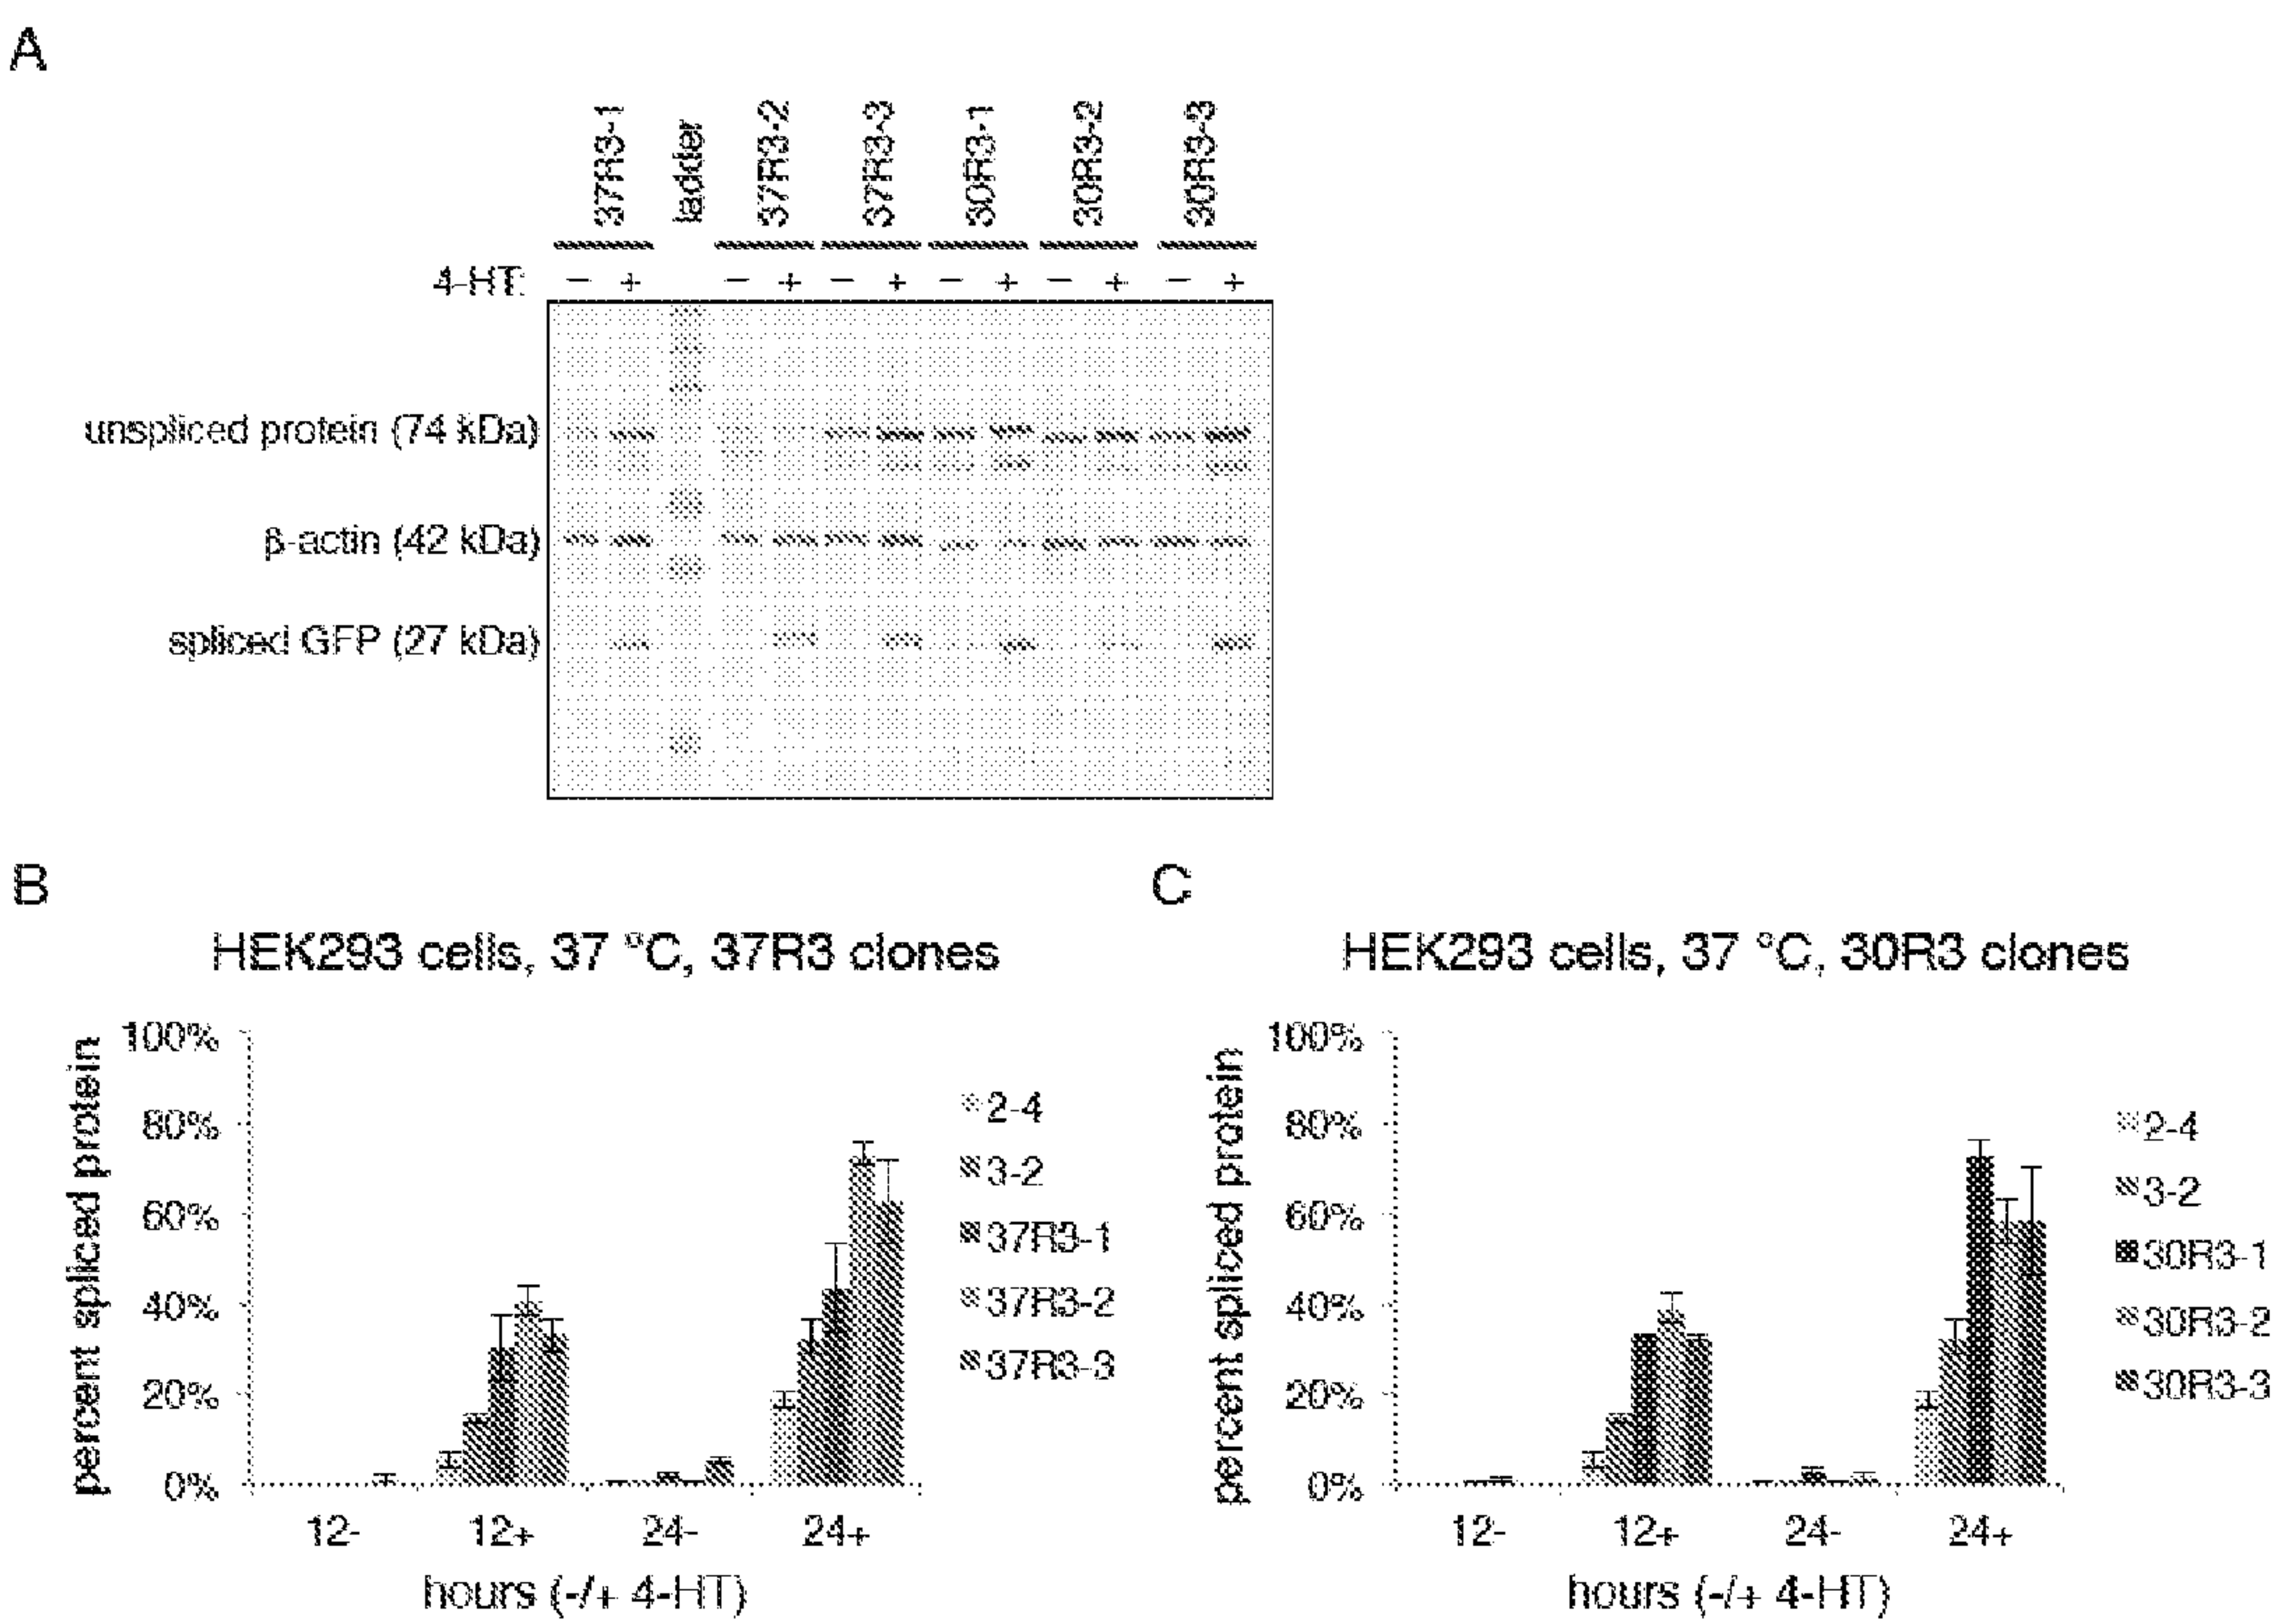 A
37R3-1 ladder 37R3-2 37R3-3 30R3-1 30R3-2 30R3-3
4-HT: − + − + − + − + − + − +
unspliced protein (74 kDa)
β-actin (42 kDa)
spliced GFP (27 kDa)
B
HEK293 cells, 37 ºC, 37R3 clones
percent spliced protein
100%
80%
60%
40%
20%
0%
12- 12+ 24- 24+
hours (-/+ 4-HT)
2-4
3-2
37R3-1
37R3-2
37R3-3
C
HEK293 cells, 37 ºC, 30R3 clones
percent spliced protein
100%
80%
60%
40%
20%
0%
12- 12+ 24- 24+
hours (-/+ 4-HT)
2-4
3-2
30R3-1
30R3-2
30R3-3